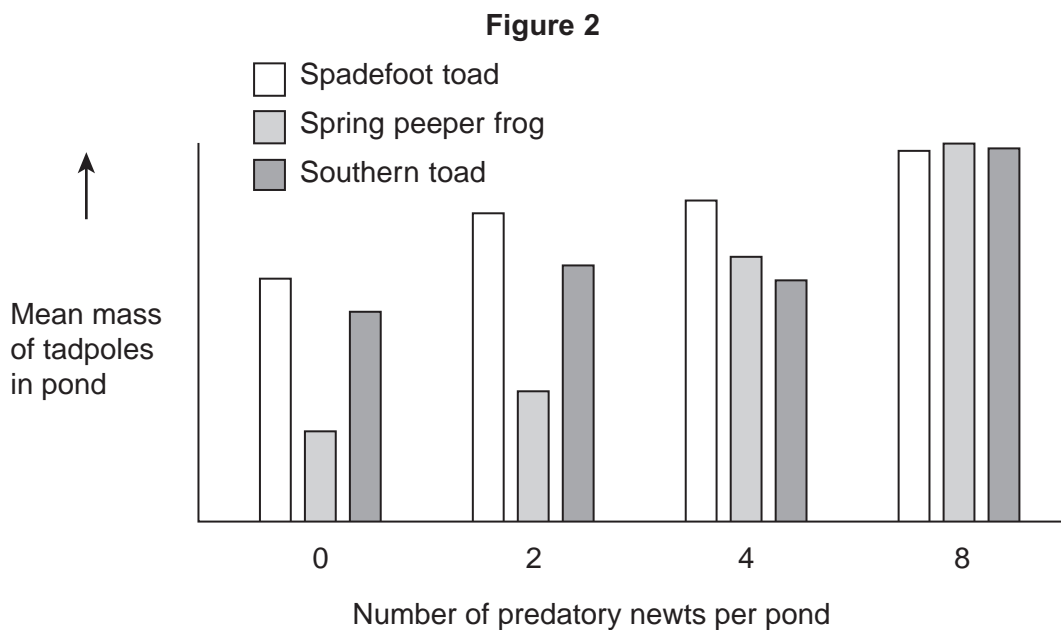 Figure 2
Spadefoot toad
Spring peeper frog
Southern toad
Mean mass
of tadpoles
in pond
0 2 4 8
Number of predatory newts per pond